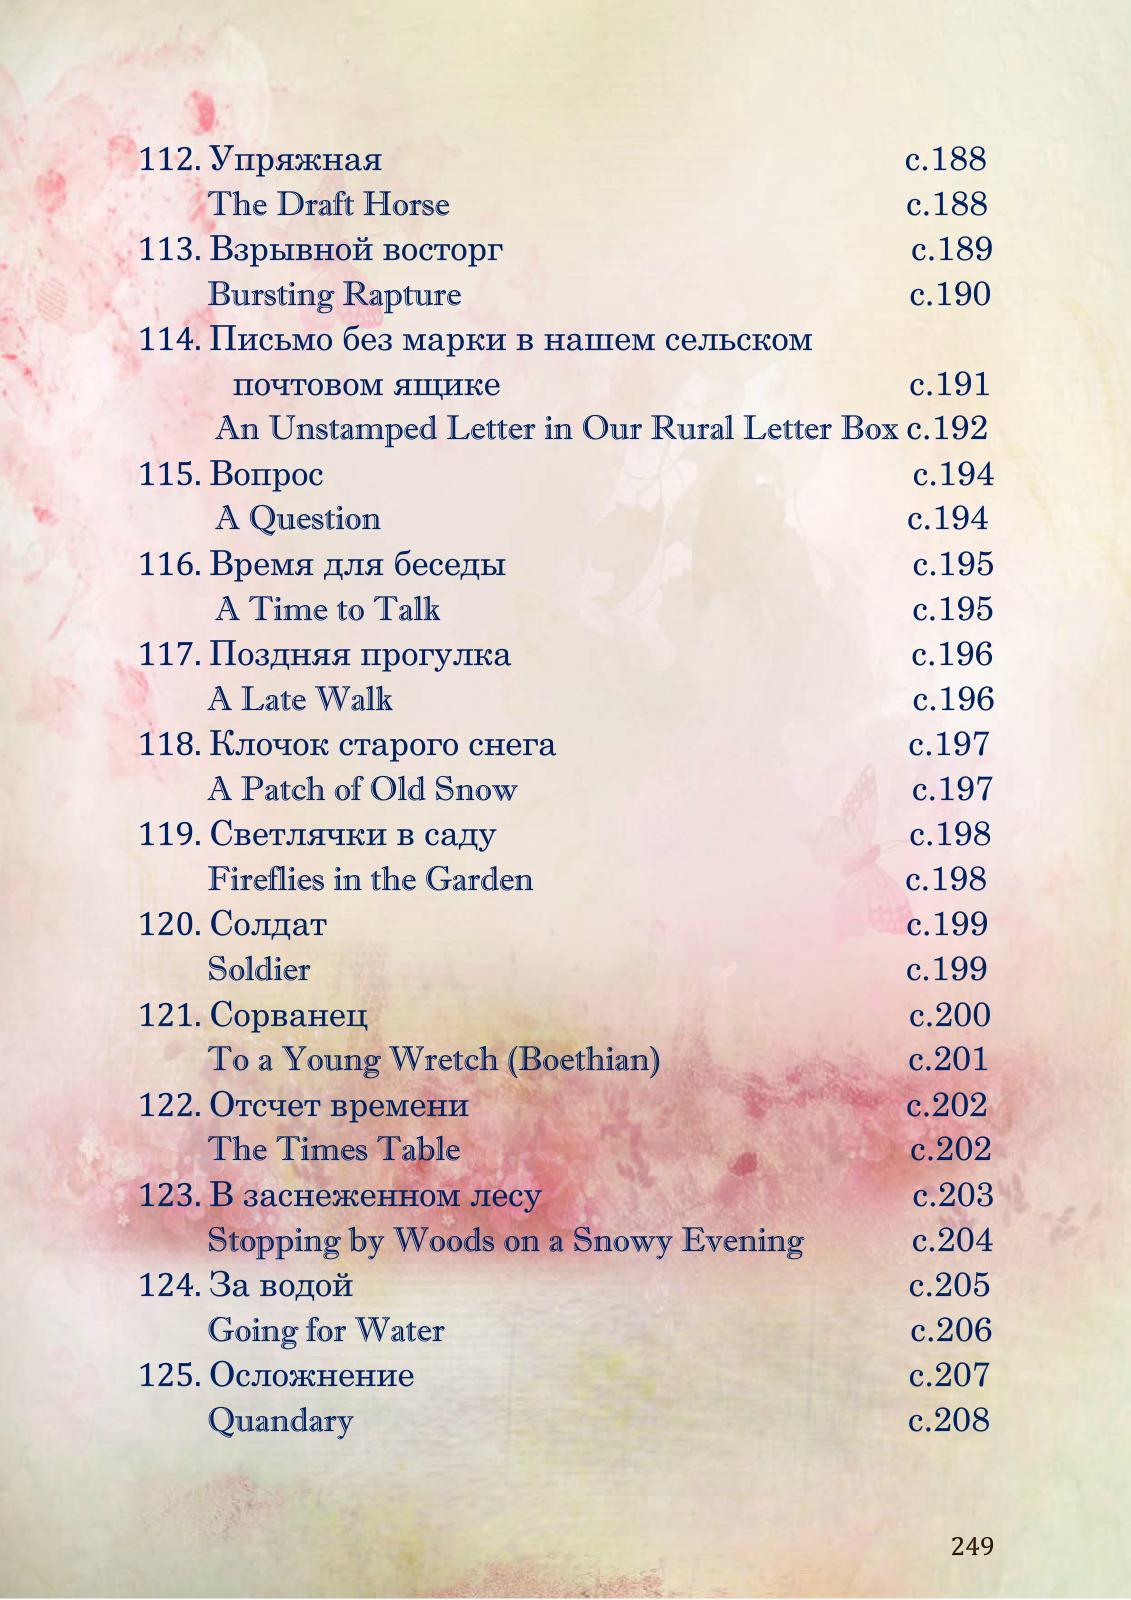 112. Упряжная с.188
The Draft Horse с.188
113. Взрывной восторг с.189
Bursting Rapture с.190
114. Письмо без марки в нашем сельском
почтовом ящике с.191
An Unstamped Letter in Our Rural Letter Box с.192
115. Вопрос с.194
A Question с.194
116. Время для беседы с.195
A Time to Talk с.195
117. Поздняя прогулка с.196
A Late Walk с.196
118. Клочок старого снега с.197
A Patch of Old Snow с.197
119. Светлячки в саду с.198
Fireflies in the Garden с.198
120. Солдат с.199
Soldier с.199
121. Сорванец с.200
To a Young Wretch (Boethian) с.201
122. Отсчет времени с.202
The Times Table с.202
123. В заснеженном лесу с.203
Stopping by Woods on a Snowy Evening с.204
124. За водой с.205
Going for Water с.206
125. Осложнение с.207
Quandary с.208
249